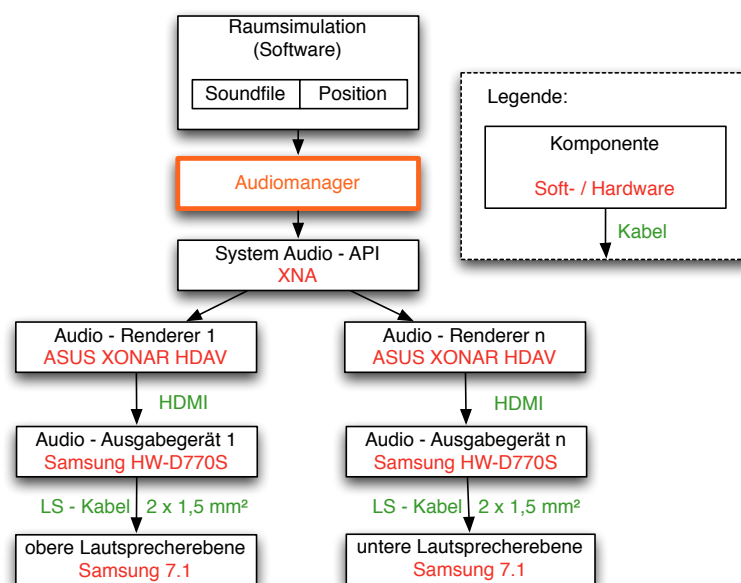 Raumsimulation
(Software)
Soundfile Position
Audiomanager
System Audio - API
XNA
Audio - Renderer 1
ASUS XONAR HDAV
HDMI
Audio - Ausgabegerät 1
Samsung HW-D770S
LS - Kabel 2 x 1,5 mm²
obere Lautsprecherebene
Samsung 7.1
Audio - Renderer n
ASUS XONAR HDAV
HDMI
Audio - Ausgabegerät n
Samsung HW-D770S
LS - Kabel 2 x 1,5 mm²
untere Lautsprecherebene
Samsung 7.1
Legende:
Komponente
Soft- / Hardware
Kabel